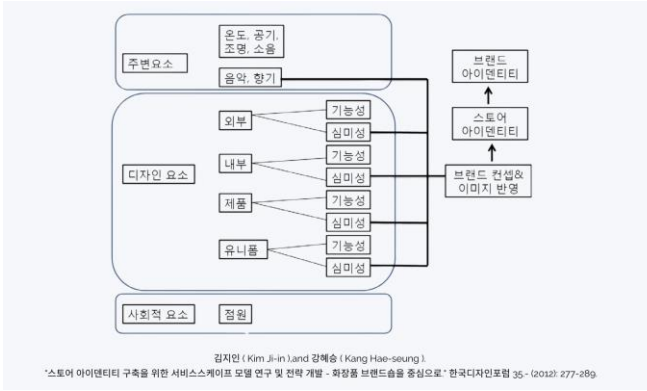 주변요소
온도, 공기,
조명, 소음
음악, 향기
디자인 요소
외부
기능성
심미성
내부
기능성
심미성
제품
기능성
심미성
유니폼
기능성
심미성
사회적 요소
점원
브랜드
아이덴티티
스토어
아이덴티티
브랜드 컨셉&
이미지 반영
김지인 ( Kim Ji-in ),and 강혜승 ( Kang Hae-seung ).
"스토어 아이덴티티 구축을 위한 서비스스케이프 모델 연구 및 전략 개발 - 화장품 브랜드숍을 중심으로." 한국디자인포럼 35.- (2012): 277-289.